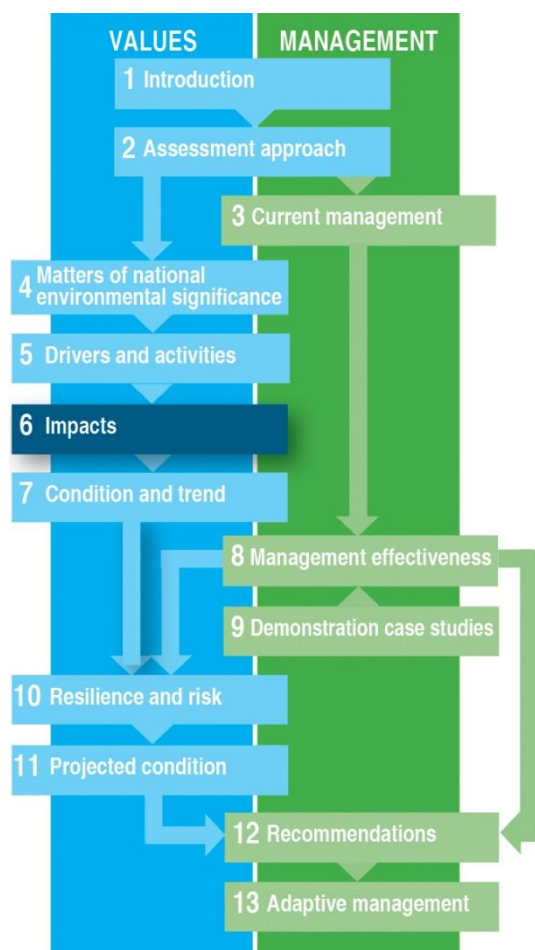 VALUES MANAGEMENT
1 Introduction
2 Assessment approach
3 Current management
4 Matters of national
environmental significance
5 Drivers and activities
6 Impacts
7 Condition and trend
8 Management effectiveness
9 Demonstration case studies
10 Resilience and risk
11 Projected condition
12 Recommendations
13 Adaptive management